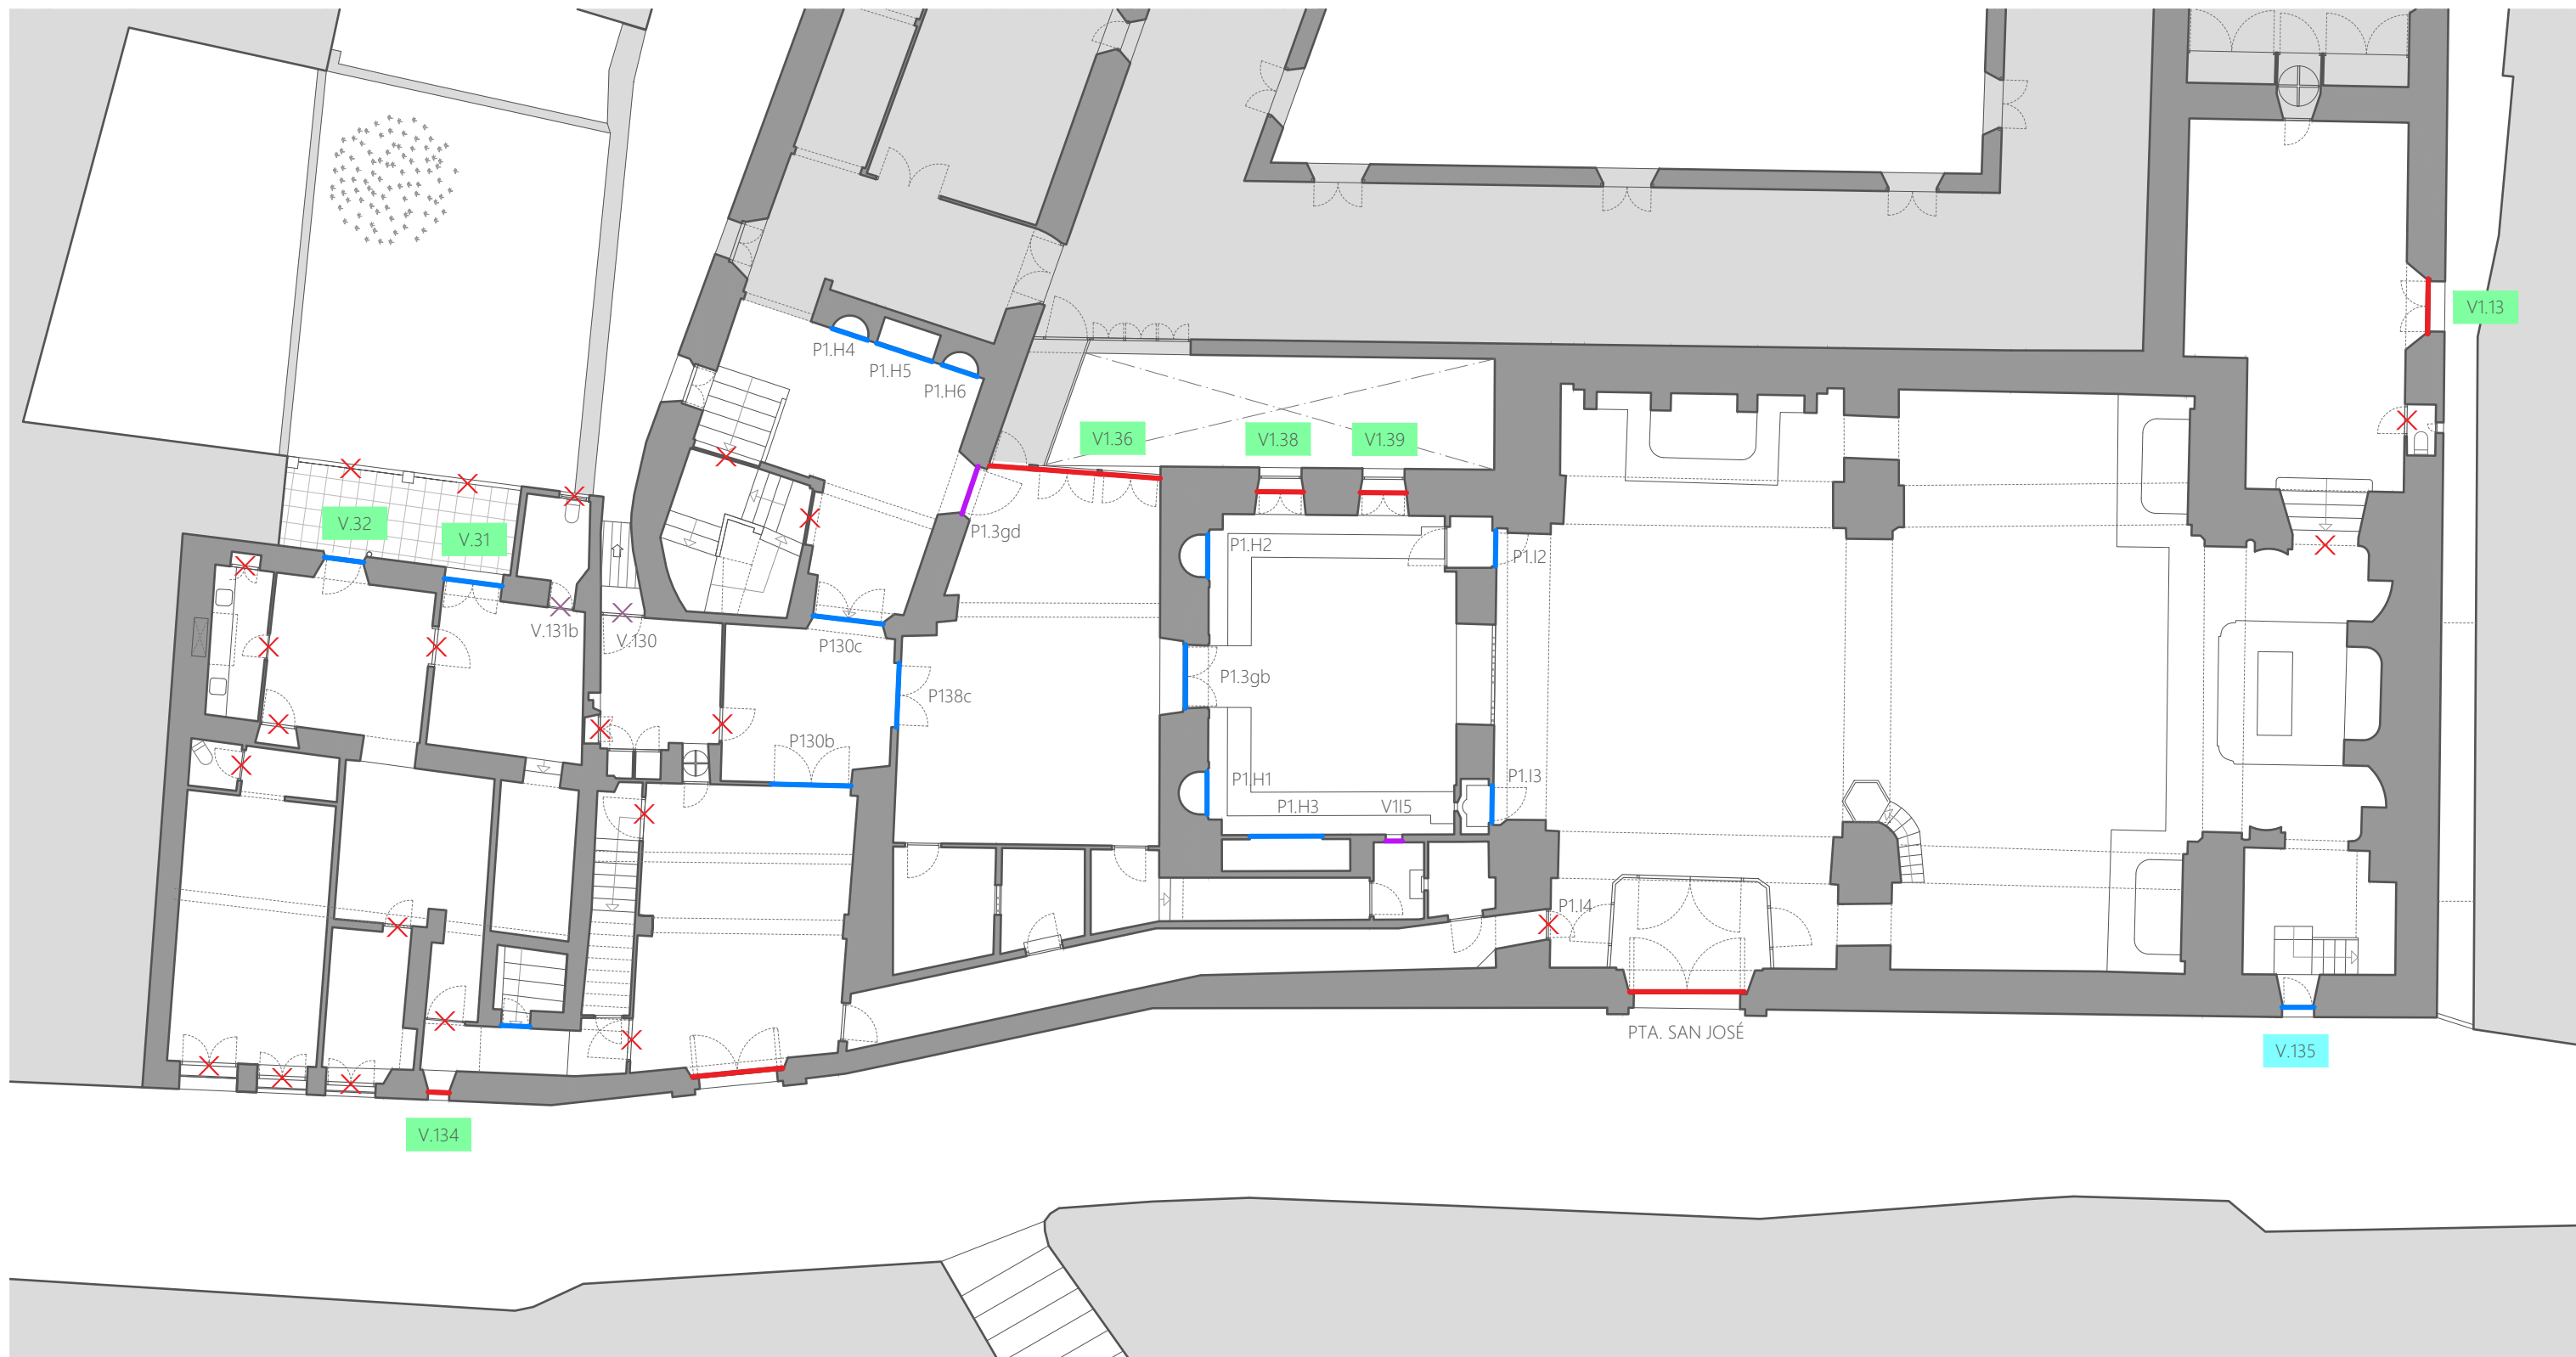 V1.13
P1.H4
P1.H5
P1.H6
V1.36
V1.38
V1.39
V.32
V.31
P1.3gd
P1.H2
P1.I2
V.131b
V.130
P130c
P1.3gb
P138c
P130b
P1.H1
P1.I3
P1.H3
V1I5
P1.I4
PTA. SAN JOSÉ
V.135
V.134